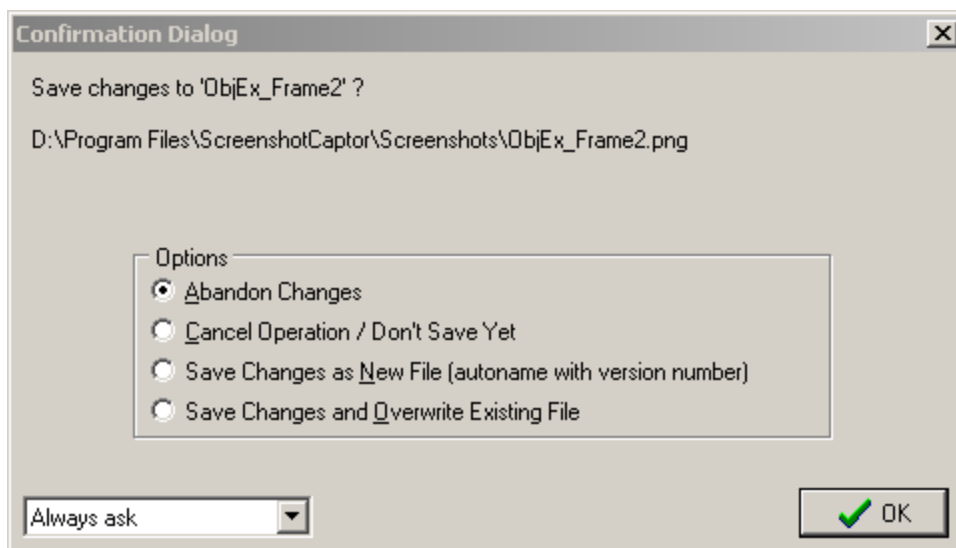 Confirmation Dialog
Save changes to 'ObjEx_Frame2' ?
D:\Program Files\ScreenshotCaptor\Screenshots\ObjEx_Frame2.png
Options
Abandon Changes
Cancel Operation / Don't Save Yet
Save Changes as New File (autoname with version number)
Save Changes and Overwrite Existing File
Always ask
OK